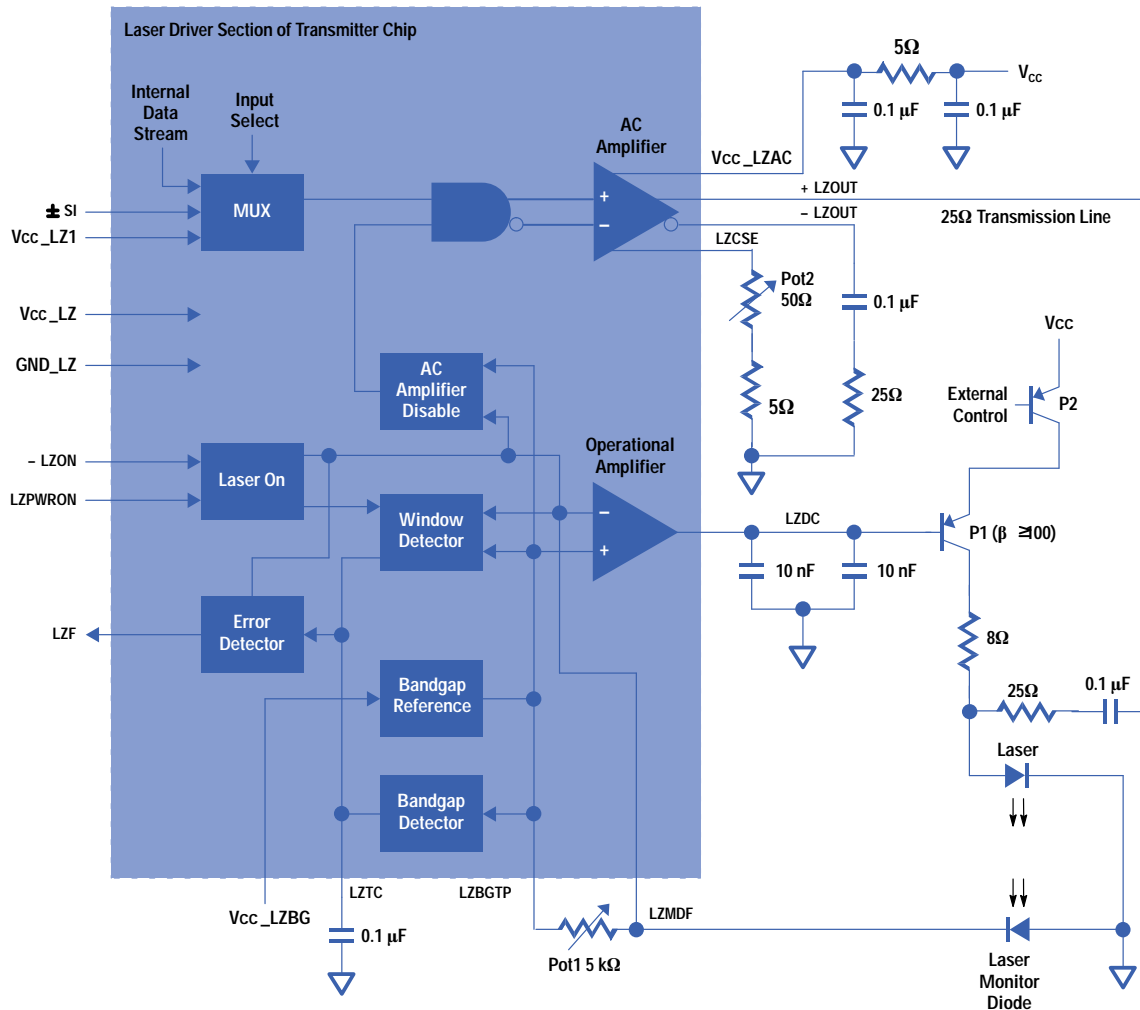 Laser Driver Section of Transmitter Chip
5Ω
Vcc
0.1 µF
0.1 µF
Internal
Data
Stream
Input
Select
AC
Amplifier
Vcc_LZAC
MUX
+
−
+ LZOUT
− LZOUT
25Ω Transmission Line
± SI
Vcc_LZ1
LZCSE
Pot2
50Ω
0.1 µF
Vcc_LZ
GND_LZ
Vcc
AC
Amplifier
Disable
5Ω
25Ω
External
Control
P2
− LZON
LZPWRON
Laser On
Operational
Amplifier
Window
Detector
−
+
LZDC
P1 (β ≥100)
10 nF
10 nF
LZF
Error
Detector
8Ω
Bandgap
Reference
25Ω
0.1 µF
Laser
Bandgap
Detector
LZTC
LZBGTP
Vcc_LZBG
0.1 µF
LZMDF
Pot1 5 kΩ
Laser
Monitor
Diode